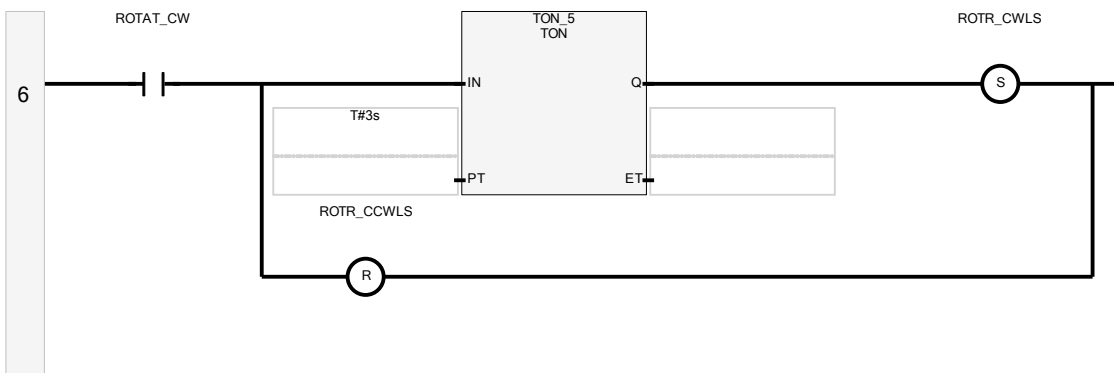 ROTAT_CW
TON_5
TON
ROTR_CWLS
6
IN
Q
S
T#3s
PT
ET
ROTR_CCWLS
R